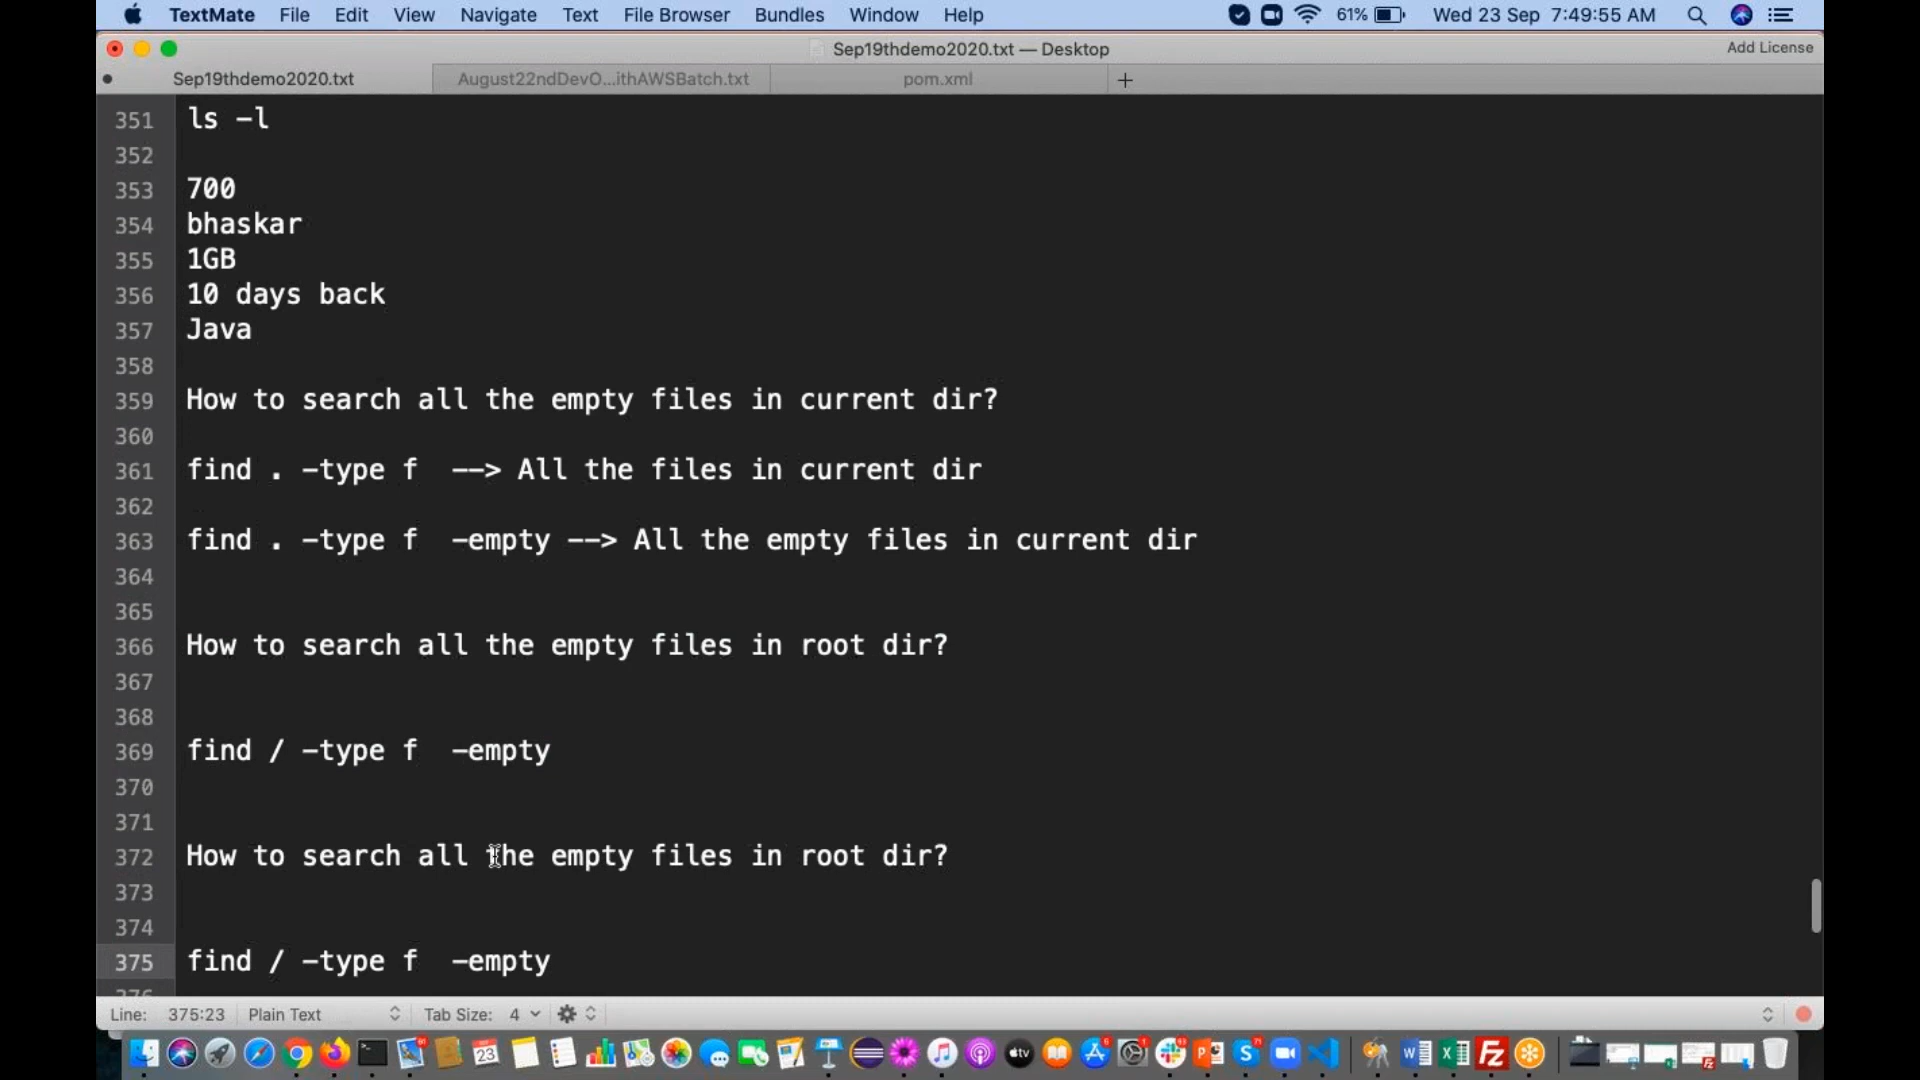 TextMate File Edit View Navigate Text File Browser Bundles Window Help 61% Wed 23 Sep 7:49:55 AM
Sep19thdemo2020.txt — Desktop Add License
Sep19thdemo2020.txt August22ndDevO...ithAWSBatch.txt pom.xml +
351 ls -l
352
353 700
354 bhaskar
355 1GB
356 10 days back
357 Java
358
359 How to search all the empty files in current dir?
360
361 find . -type f  --> All the files in current dir
362
363 find . -type f  -empty --> All the empty files in current dir
364
365
366 How to search all the empty files in root dir?
367
368
369 find / -type f  -empty
370
371
372 How to search all the empty files in root dir?
373
374
375 find / -type f  -empty
376
Line: 375:23 Plain Text Tab Size: 4
23 tv W X Fz